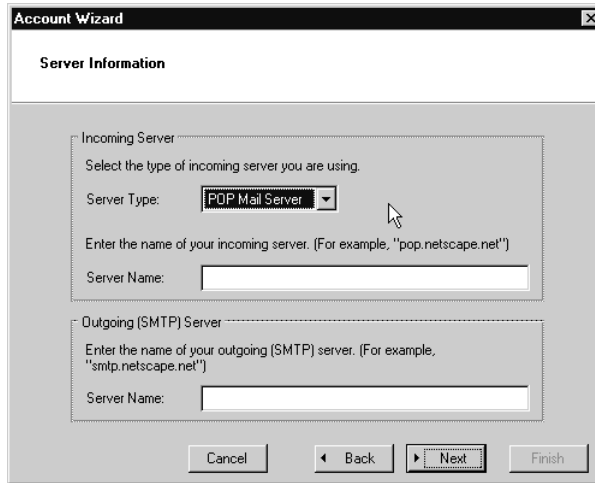 Account Wizard
Server Information
Incoming Server
Select the type of incoming server you are using.
Server Type: POP Mail Server
Enter the name of your incoming server. (For example, "pop.netscape.net")
Server Name:
Outgoing (SMTP) Server
Enter the name of your outgoing (SMTP) server. (For example,
"smtp.netscape.net")
Server Name:
Cancel Back Next Finish